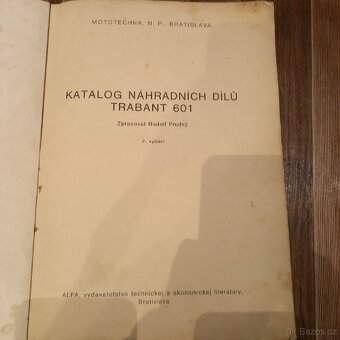 MOTOTECHNA, N. P., BRATISLAVA
KATALOG NÁHRADNÍCH DÍLŮ
TRABANT 601
Zpracoval Rudolf Prudký
2. vydání
ALFA, vydavateľstvo technickej a ekonomickej literatúry,
Bratislava
Bazoš.cz